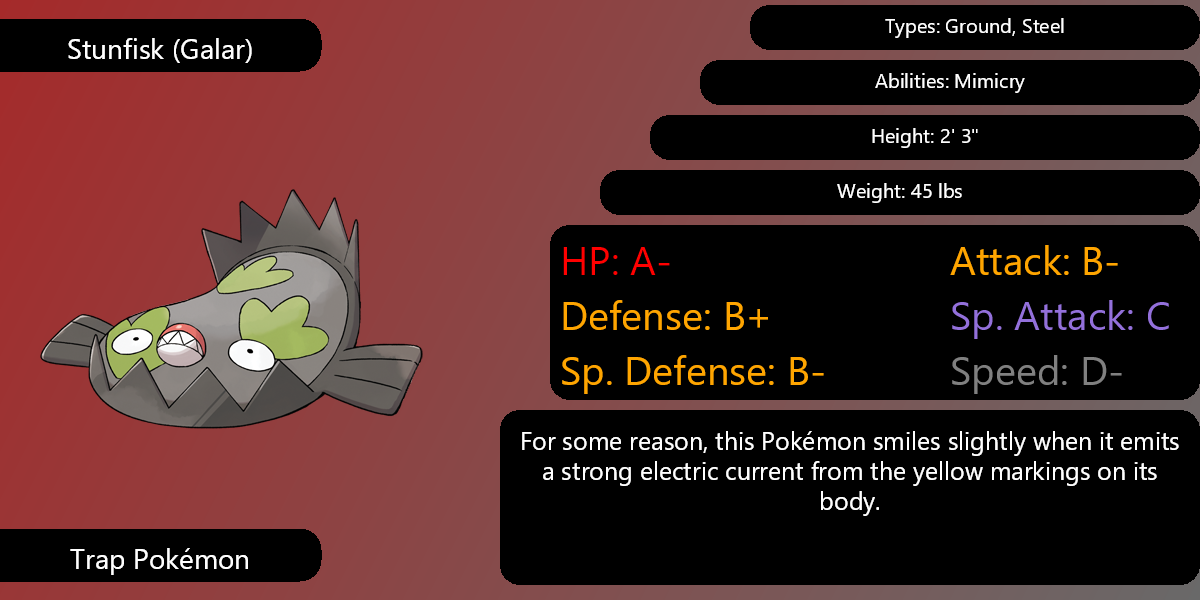 Stunfisk (Galar)
Types: Ground, Steel
Abilities: Mimicry
Height: 2' 3"
Weight: 45 lbs
HP: A-
Attack: B-
Defense: B+
Sp. Attack: C
Sp. Defense: B-
Speed: D-
For some reason, this Pokémon smiles slightly when it emits
a strong electric current from the yellow markings on its
body.
Trap Pokémon